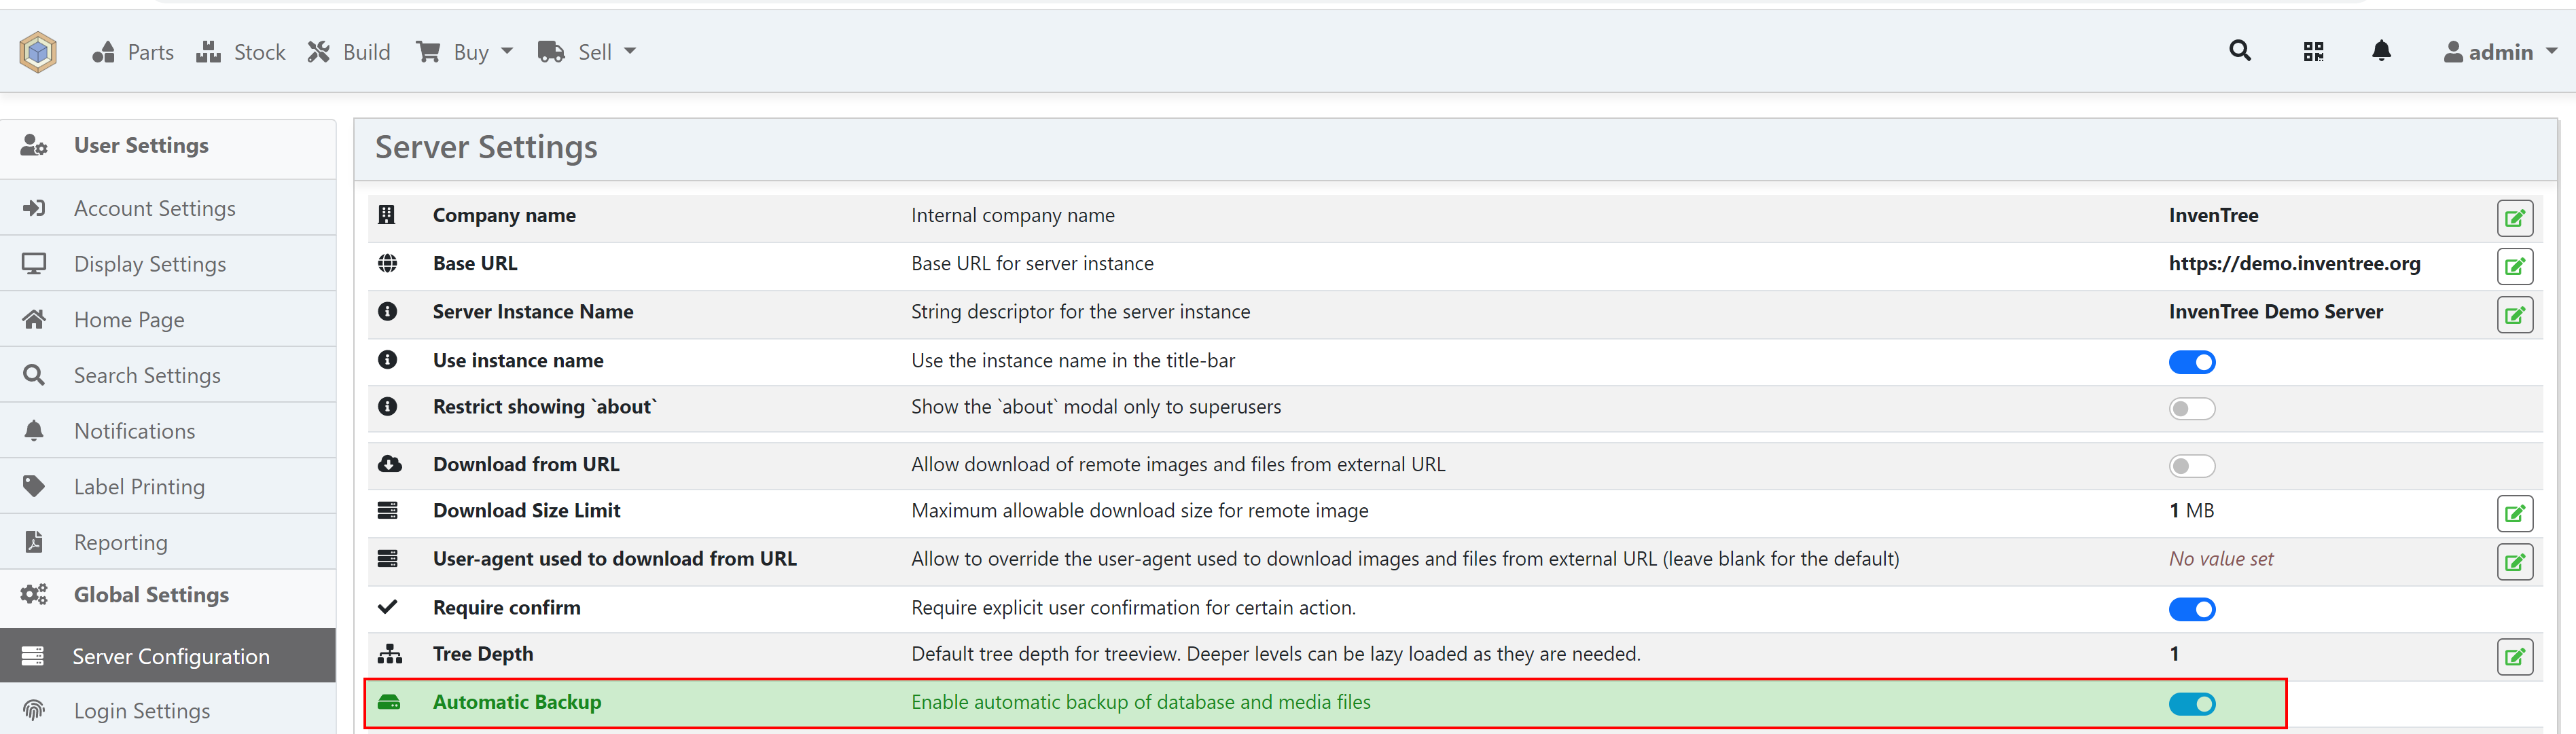 Parts Stock Build Buy Sell admin
User Settings
Account Settings
Display Settings
Home Page
Search Settings
Notifications
Label Printing
Reporting
Global Settings
Server Configuration
Login Settings
Server Settings
Company name Internal company name InvenTree
Base URL Base URL for server instance https://demo.inventree.org
Server Instance Name String descriptor for the server instance InvenTree Demo Server
Use instance name Use the instance name in the title-bar
Restrict showing `about` Show the `about` modal only to superusers
Download from URL Allow download of remote images and files from external URL
Download Size Limit Maximum allowable download size for remote image 1 MB
User-agent used to download from URL Allow to override the user-agent used to download images and files from external URL (leave blank for the default) No value set
Require confirm Require explicit user confirmation for certain action.
Tree Depth Default tree depth for treeview. Deeper levels can be lazy loaded as they are needed. 1
Automatic Backup Enable automatic backup of database and media files